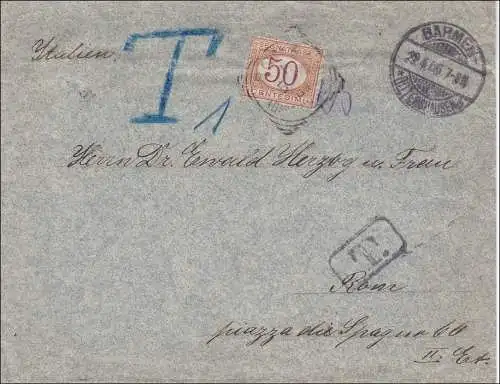 Italien.
T
1
50
CENTESIMI
BARMEN
Herrn Dr. Ewald Herzog u. Frau
T.
Rom
piazza di Spagna 66
II. Et.